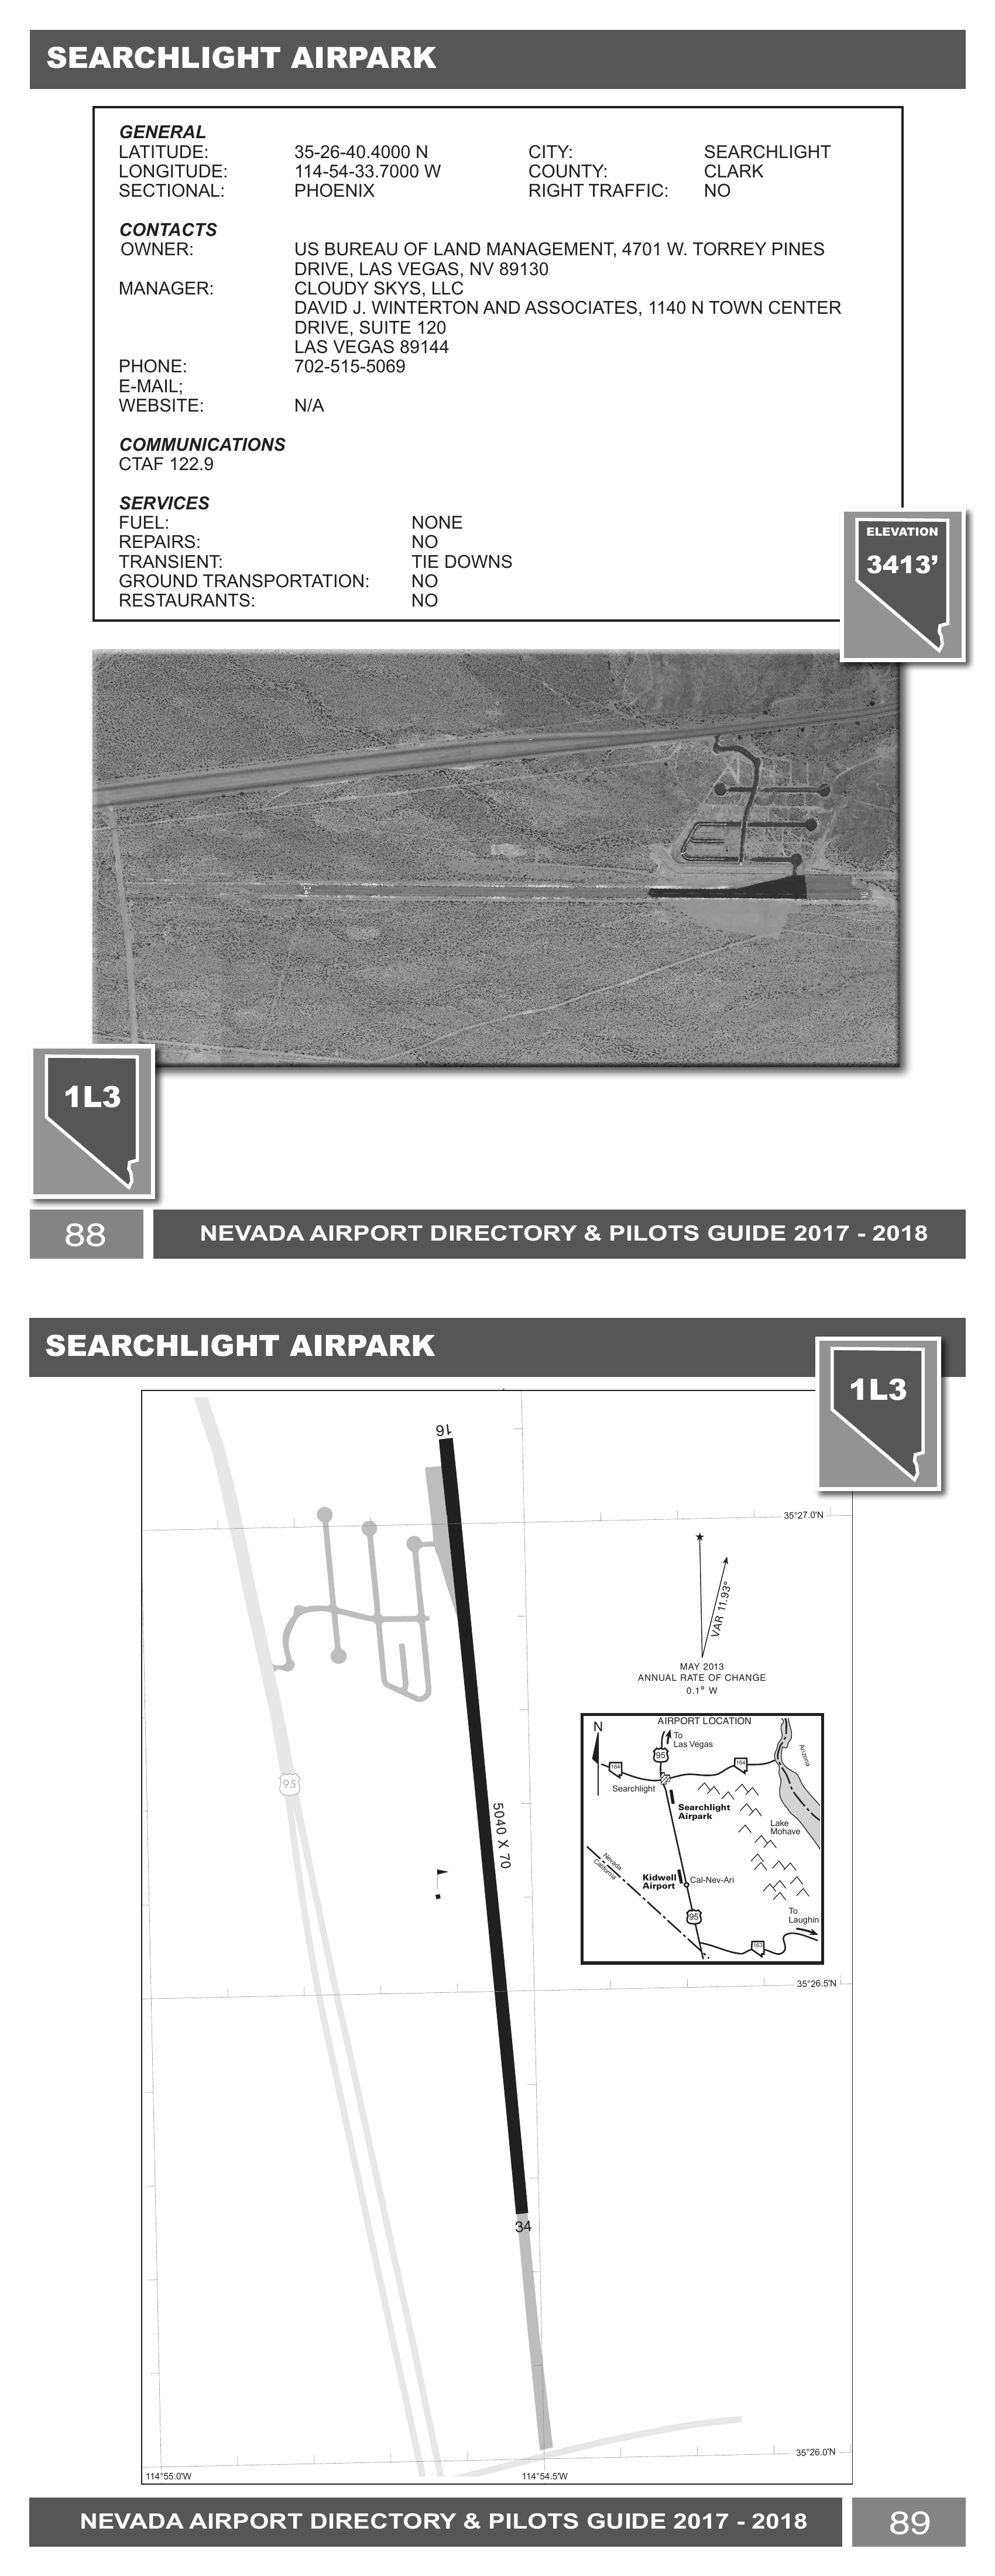 SEARCHLIGHT AIRPARK
GENERAL
LATITUDE: 35-26-40.4000 N CITY: SEARCHLIGHT
LONGITUDE: 114-54-33.7000 W COUNTY: CLARK
SECTIONAL: PHOENIX RIGHT TRAFFIC: NO
CONTACTS
OWNER: US BUREAU OF LAND MANAGEMENT, 4701 W. TORREY PINES
DRIVE, LAS VEGAS, NV 89130
MANAGER: CLOUDY SKYS, LLC
DAVID J. WINTERTON AND ASSOCIATES, 1140 N TOWN CENTER
DRIVE, SUITE 120
LAS VEGAS 89144
PHONE: 702-515-5069
E-MAIL;
WEBSITE: N/A
COMMUNICATIONS
CTAF 122.9
SERVICES
FUEL: NONE
REPAIRS: NO
TRANSIENT: TIE DOWNS
GROUND TRANSPORTATION: NO
RESTAURANTS: NO
ELEVATION
3413’
1L3
88
NEVADA AIRPORT DIRECTORY & PILOTS GUIDE 2017 - 2018
SEARCHLIGHT AIRPARK
1L3
16
35°27.0'N
VAR 11.93°
MAY 2013
ANNUAL RATE OF CHANGE
0.1° W
95
5040 X 70
AIRPORT LOCATION
N
To
Las Vegas
95
164
164
Arizona
Searchlight
Searchlight
Airpark
Lake
Mohave
Nevada
California
Kidwell
Airport
Cal-Nev-Ari
95
To
Laughin
163
35°26.5'N
34
35°26.0'N
114°55.0'W
114°54.5'W
NEVADA AIRPORT DIRECTORY & PILOTS GUIDE 2017 - 2018
89